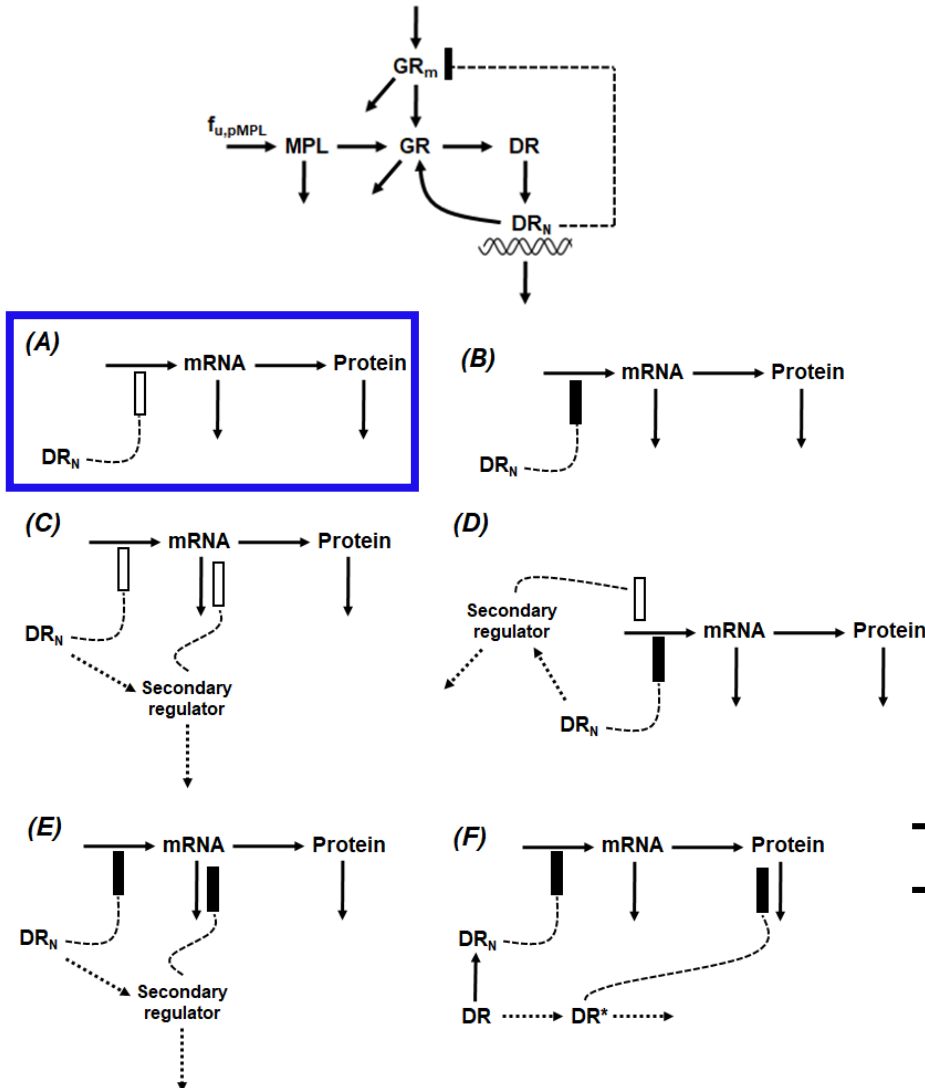 GRm
fu,pMPL
MPL GR DR
DRN
(A)
mRNA Protein
DRN
(B)
mRNA Protein
DRN
(C)
mRNA Protein
DRN
Secondary
regulator
(D)
Secondary
regulator
mRNA Protein
DRN
(E)
mRNA Protein
DRN
Secondary
regulator
(F)
mRNA Protein
DRN
DR DR*